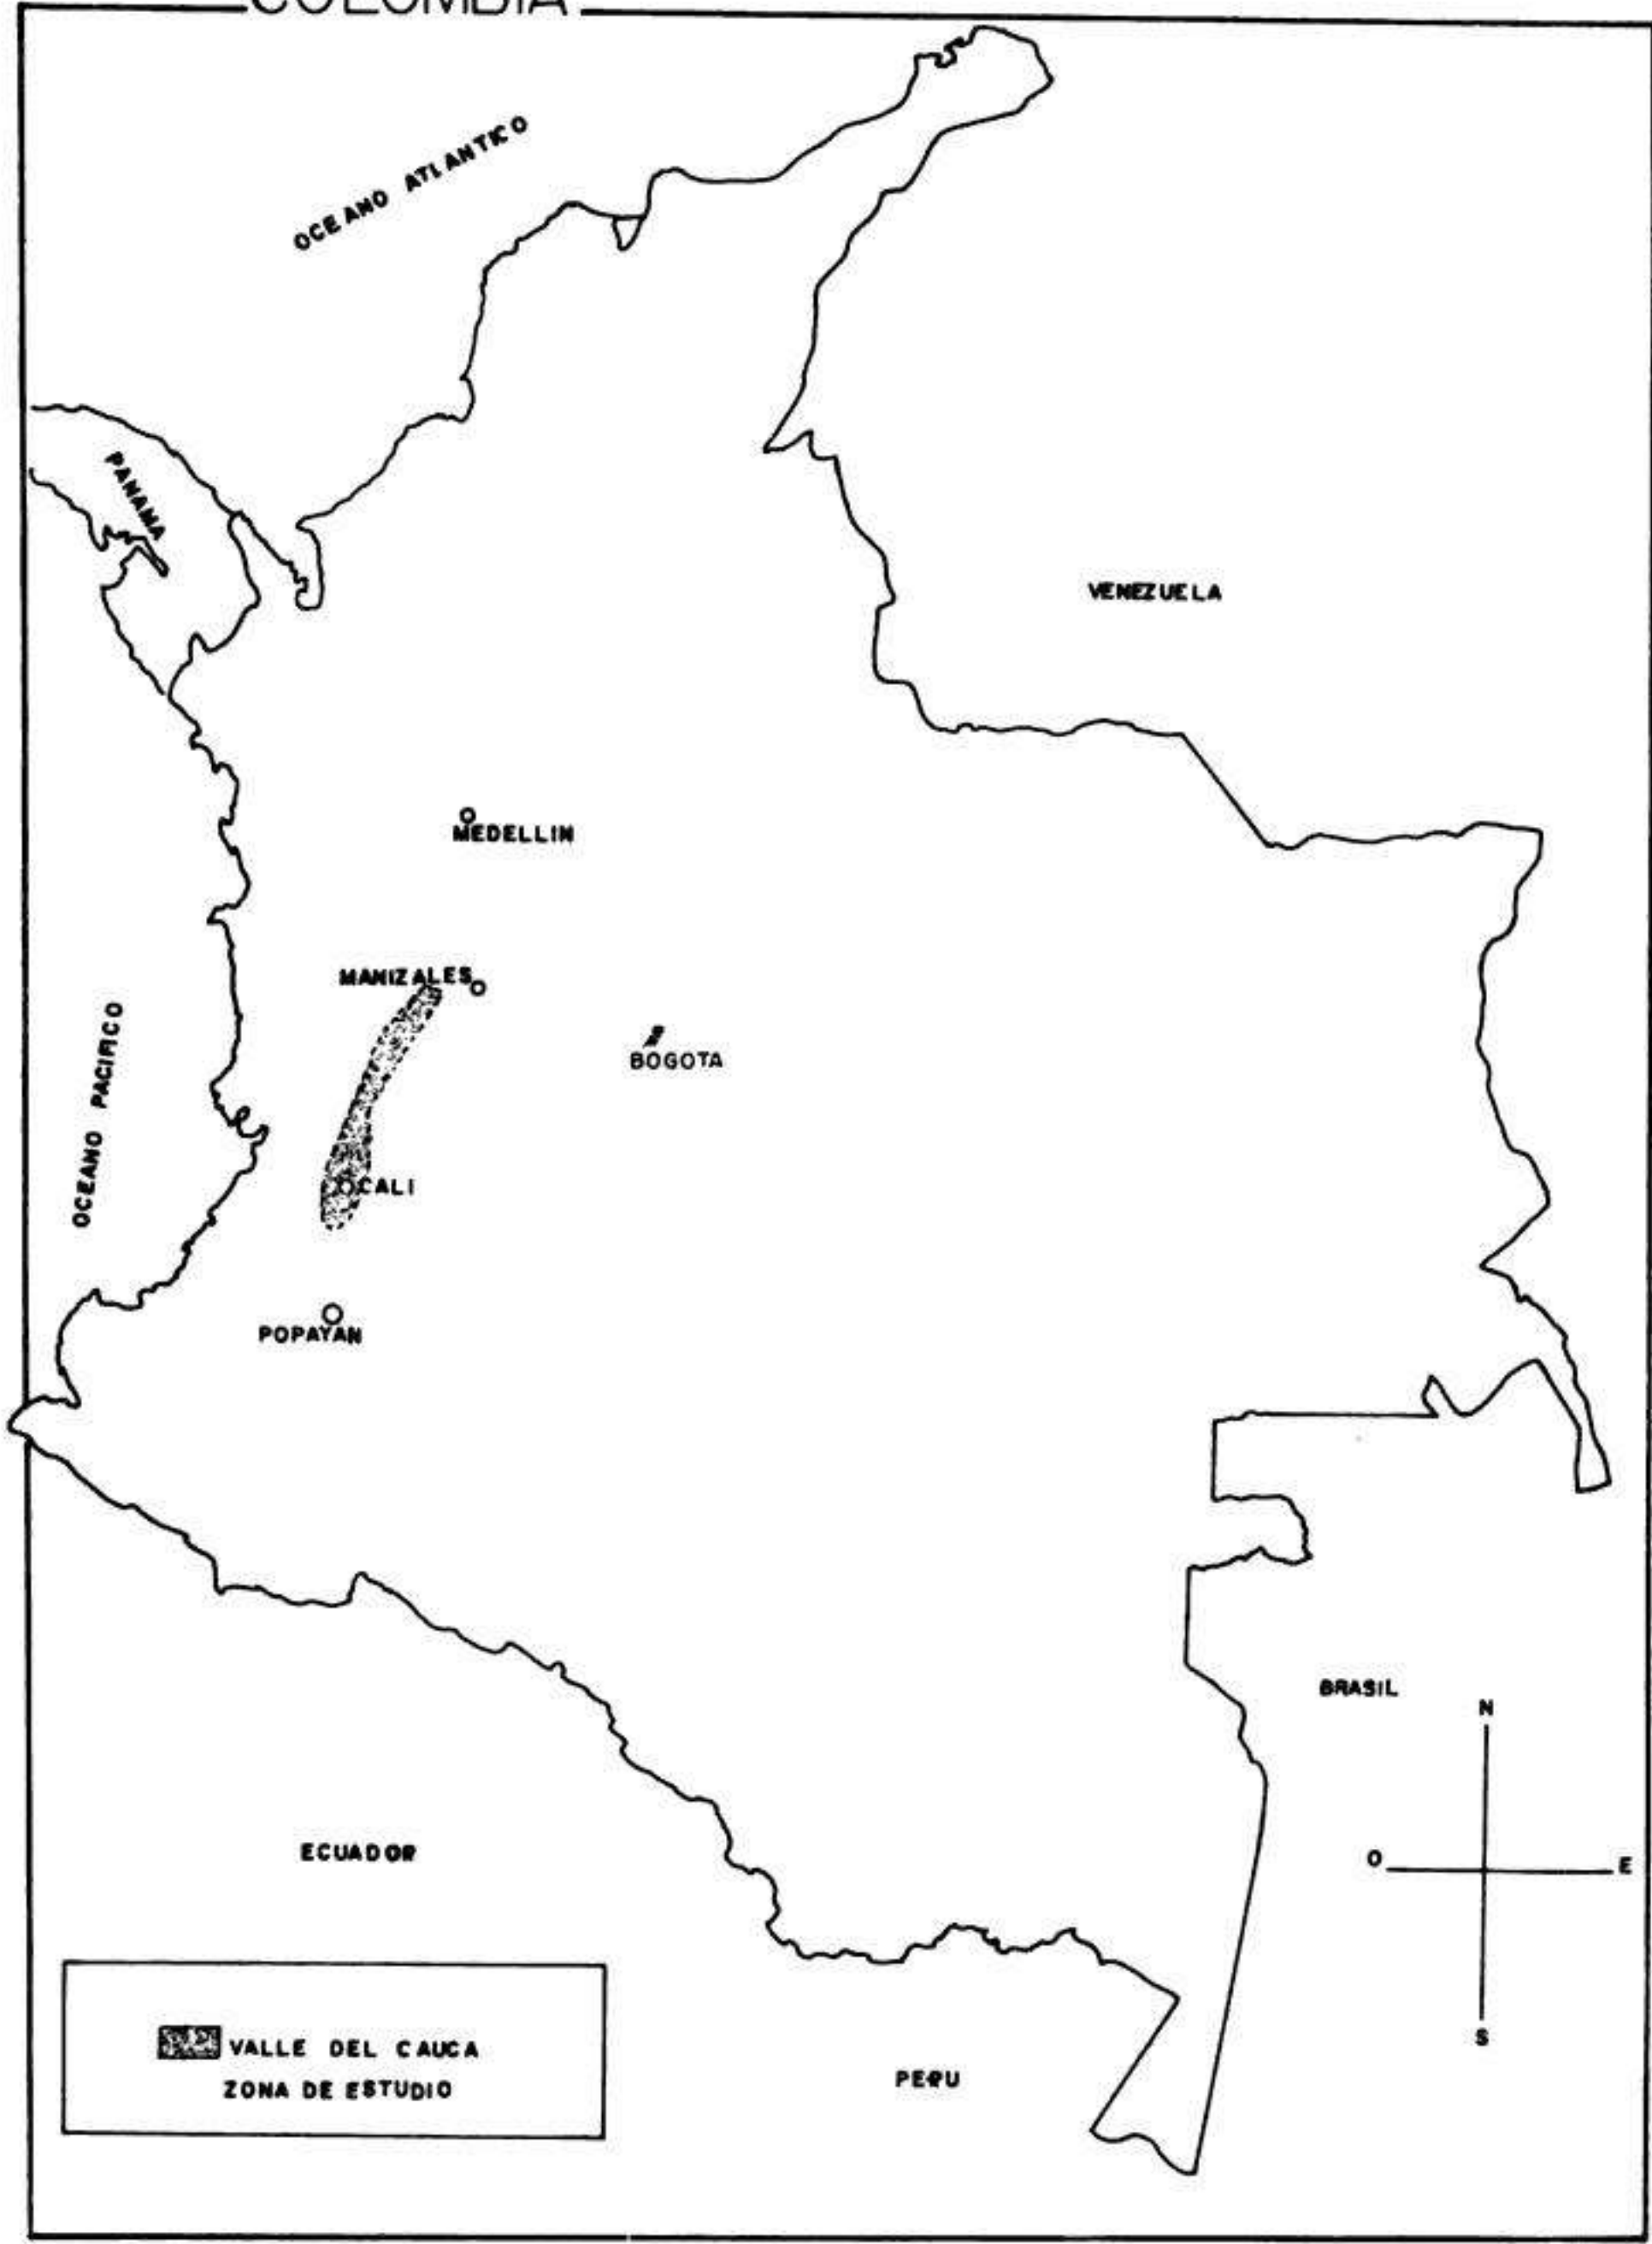 COLOMBIA
OCEANO ATLANTICO
PANAMA
VENEZUELA
MEDELLIN
MANIZALES
BOGOTA
OCEANO PACIFICO
CALI
POPAYAN
BRASIL
N
ECUADOR
O
E
VALLE DEL CAUCA
ZONA DE ESTUDIO
S
PERU